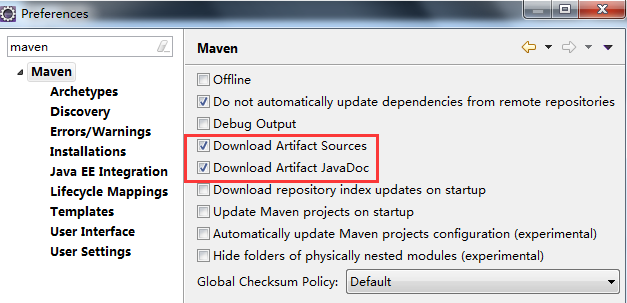 Preferences
maven
Maven
Archetypes
Discovery
Errors/Warnings
Installations
Java EE Integration
Lifecycle Mappings
Templates
User Interface
User Settings
Maven
Offline
Do not automatically update dependencies from remote repositories
Debug Output
Download Artifact Sources
Download Artifact JavaDoc
Download repository index updates on startup
Update Maven projects on startup
Automatically update Maven projects configuration (experimental)
Hide folders of physically nested modules (experimental)
Global Checksum Policy: Default